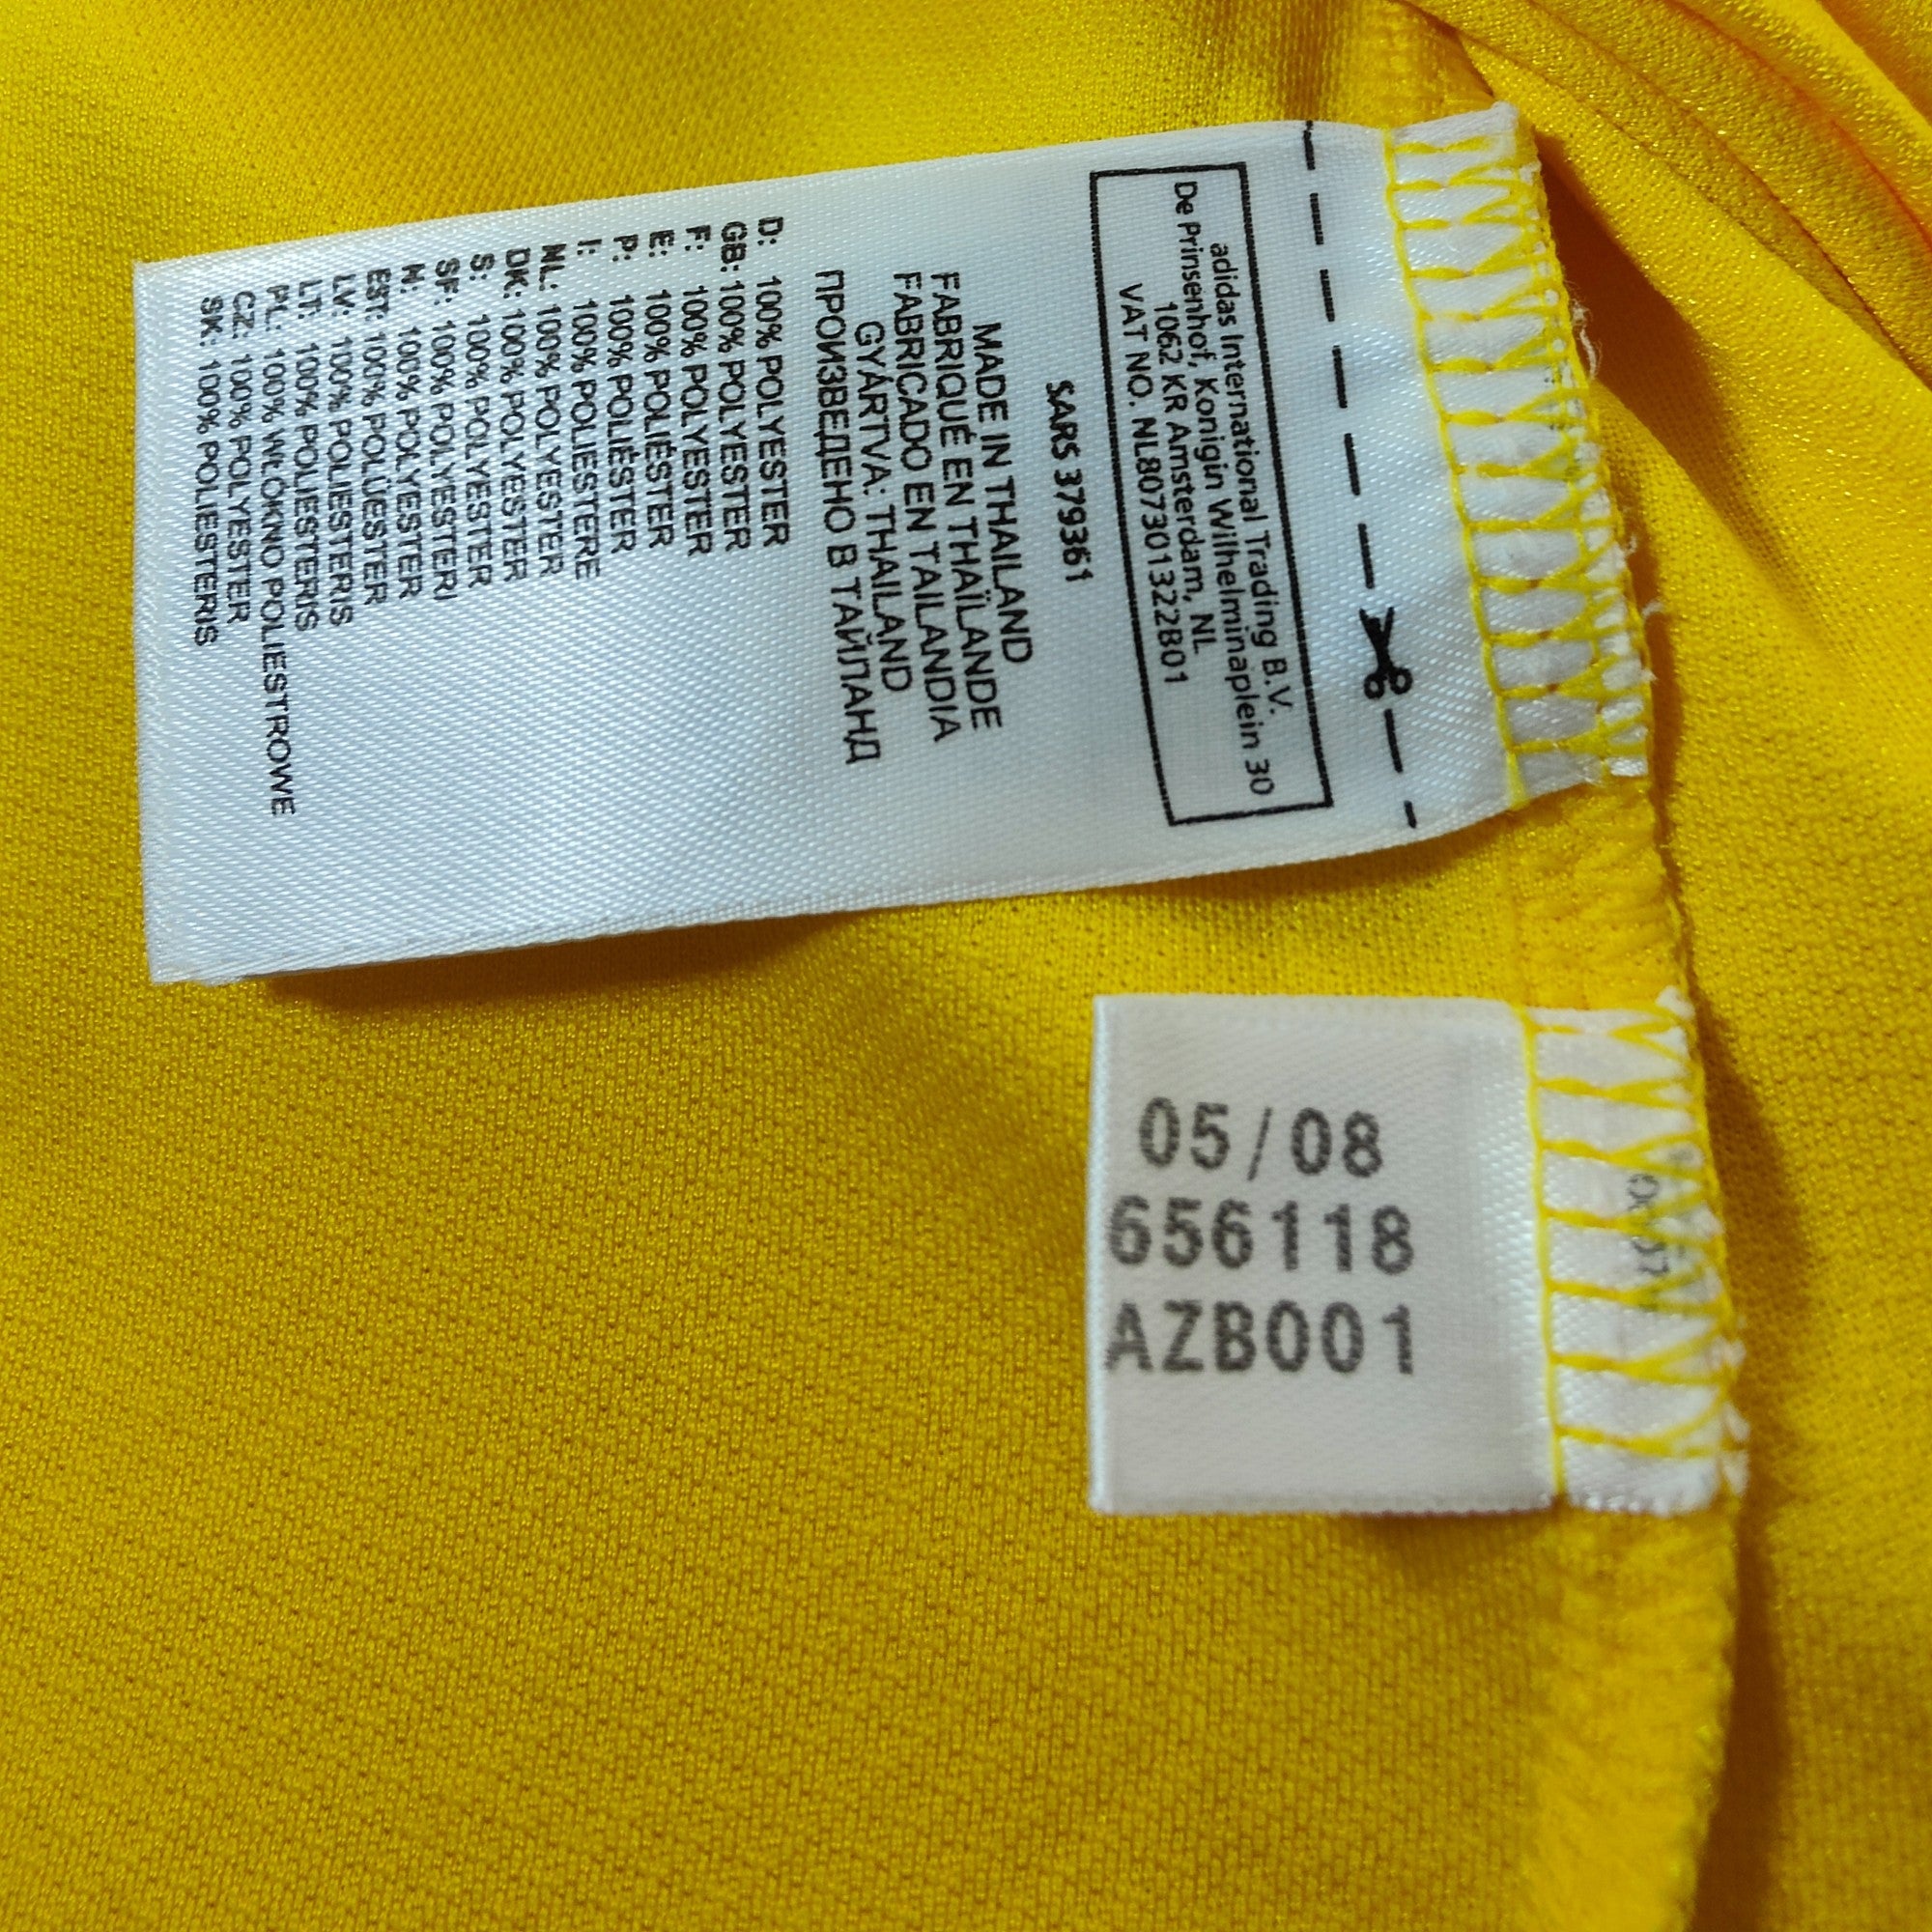 adidas International Trading B.V.
De Prinsenhof, Konigin Wilhelminaplein 30
1062 KR Amsterdam, NL
VAT NO. NL807301322B01
SARS 379361
MADE IN THAILAND
FABRIQUÉ EN THAÏLANDE
FABRICADO EN TAILANDIA
GYÁRTVA: THAILAND
ПРОИЗВЕДЕНО В ТАЙЛАНД
D: 100% POLYESTER
GB: 100% POLYESTER
F: 100% POLYESTER
E: 100% POLIÉSTER
P: 100% POLIÉSTER
I: 100% POLIESTERE
NL: 100% POLYESTER
DK: 100% POLYESTER
S: 100% POLYESTER
SF: 100% POLYESTERI
N: 100% POLYESTER
EST: 100% POLÜESTER
LV: 100% POLIESTERIS
LT: 100% POLIESTERIS
PL: 100% WŁÓKNO POLIESTROWE
CZ: 100% POLYESTER
SK: 100% POLIESTERIS
05/08
656118
AZB001